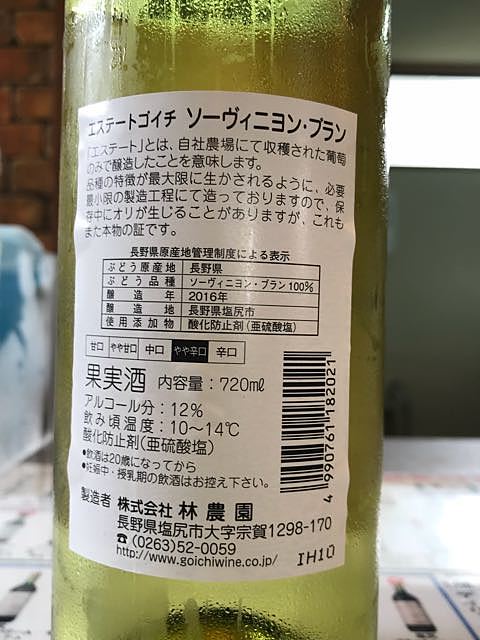 エステートゴイチ ソーヴィニヨン・ブラン
「エステート」とは、自社農場にて収穫された葡萄
のみで醸造したことを意味します。
品種の特徴が最大限に生かされるように、必要
最小限の製造工程にて造っておりますので、保
存中にオリが生じることがありますが、これも
また本物の証です。
長野県原産地管理制度による表示
ぶどう原産地 長野県
ぶどう品種 ソーヴィニヨン・ブラン100%
醸造年 2016年
醸造地 長野県塩尻市
使用添加物 酸化防止剤(亜硫酸塩)
甘口 やや甘口 中口 やや辛口 辛口
果実酒 内容量:720mℓ
アルコール分:12%
飲み頃温度:10〜14℃
酸化防止剤(亜硫酸塩)
●飲酒は20歳になってから
●妊娠中・授乳期の飲酒はお控え下さい。
4 990761 182021
製造者 株式会社 林農園
長野県塩尻市大字宗賀1298-170
☎(0263)52-0059
http://www.goichiwine.co.jp/
IH10